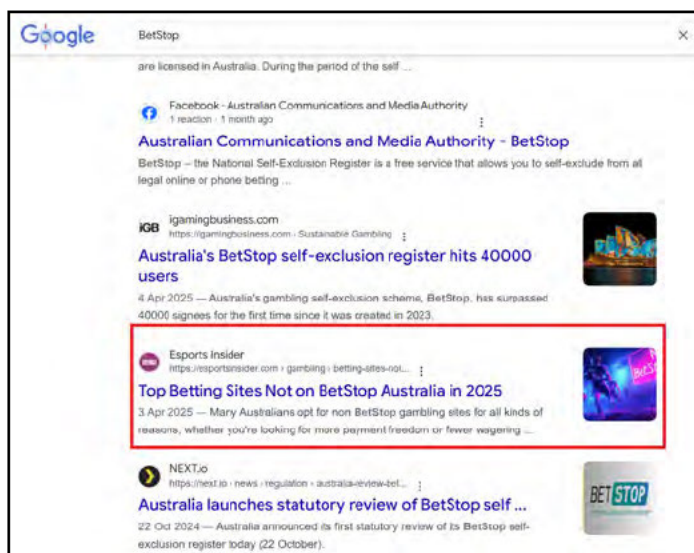 Google
BetStop
are licensed in Australia. During the period of the self ...
Facebook · Australian Communications and Media Authority
1 reaction · 1 month ago
Australian Communications and Media Authority - BetStop
BetStop – the National Self-Exclusion Register is a free service that allows you to self-exclude from all
legal online or phone betting ...
iGB
igamingbusiness.com
https://igamingbusiness.com › Sustainable Gambling
Australia's BetStop self-exclusion register hits 40000
users
4 Apr 2025 — Australia's gambling self-exclusion scheme, BetStop, has surpassed
40000 signees for the first time since it was created in 2023.
Esports Insider
https://esportsinsider.com › gambling › betting-sites-not...
Top Betting Sites Not on BetStop Australia in 2025
3 Apr 2025 — Many Australians opt for non BetStop gambling sites for all kinds of
reasons, whether you're looking for more payment freedom or fewer wagering ...
BetSt
NEXT.io
https://next.io › news › regulation › australia-review-bet...
Australia launches statutory review of BetStop self ...
22 Oct 2024 — Australia announced its first statutory review of its BetStop self-
exclusion register today (22 October).
BET STOP